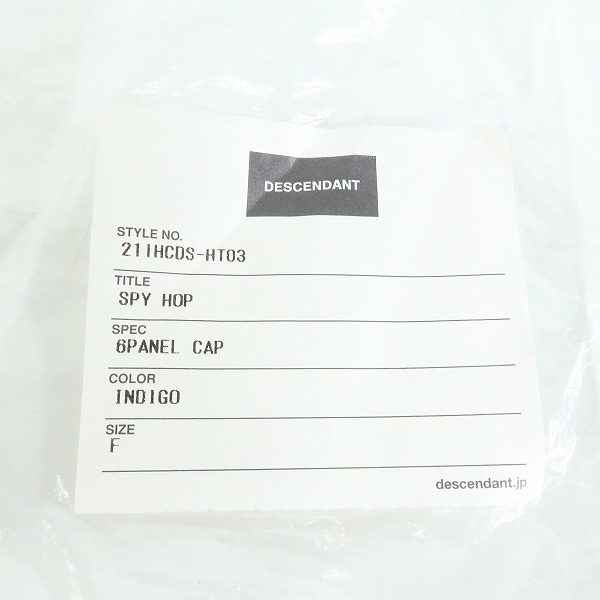 DESCENDANT
STYLE NO.
211HCDS-HT03
TITLE
SPY HOP
SPEC
6PANEL CAP
COLOR
INDIGO
SIZE
F
descendant.jp